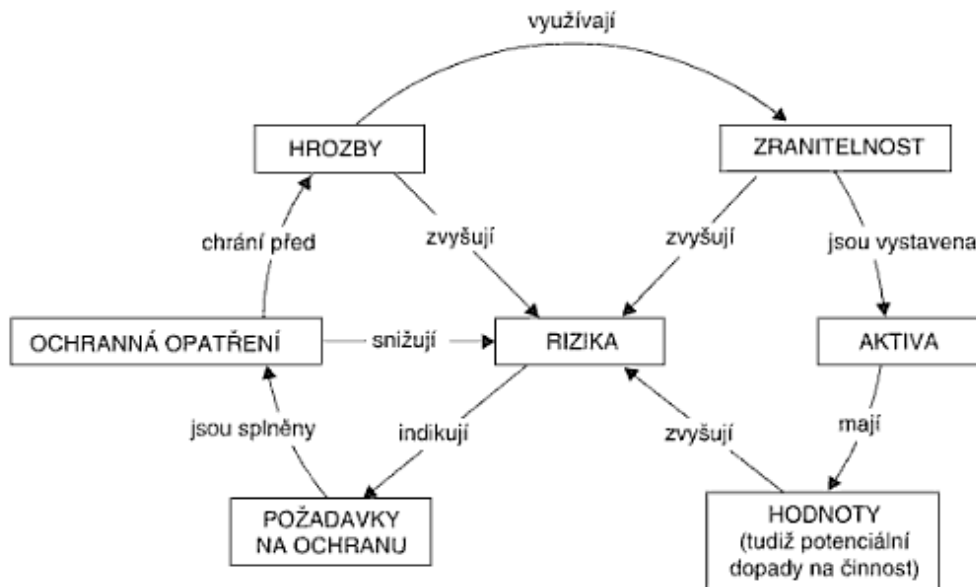 využívají
HROZBY
ZRANITELNOST
chrání před
zvyšují
zvyšují
jsou vystavena
OCHRANNÁ OPATŘENÍ
snižují
RIZIKA
AKTIVA
jsou splněny
indikují
zvyšují
mají
POŽADAVKY
NA OCHRANU
HODNOTY
(tudiž potenciální
dopady na činnost)